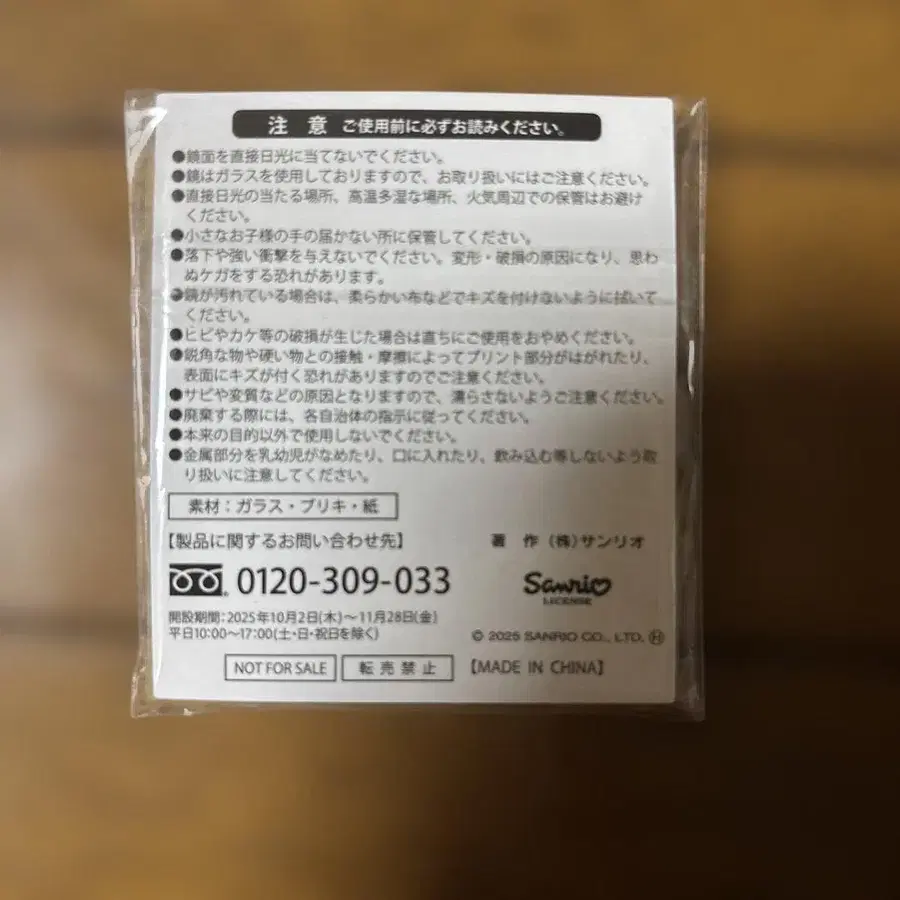 注 意 ご使用前に必ずお読みください。
●鏡面を直接日光に当てないでください。
●鏡はガラスを使用しておりますので、お取り扱いにはご注意ください。
●直接日光の当たる場所、高温多湿な場所、火気周辺での保管はお避け
ください。
●小さなお子様の手の届かない所に保管してください。
●落下や強い衝撃を与えないでください。変形・破損の原因になり、思わ
ぬケガをする恐れがあります。
●鏡が汚れている場合は、柔らかい布などでキズを付けないように拭いて
ください。
●ヒビやカケ等の破損が生じた場合は直ちにご使用をおやめください。
●鋭角な物や硬い物との接触・摩擦によってプリント部分がはがれたり、
表面にキズが付く恐れがありますのでご注意ください。
●サビや変質などの原因となりますので、濡らさないようご注意ください。
●廃棄する際には、各自治体の指示に従ってください。
●本来の目的以外で使用しないでください。
●金属部分を乳幼児がなめたり、口に入れたり、飲み込む等しないよう取
り扱いに注意してください。
素材：ガラス・ブリキ・紙
【製品に関するお問い合わせ先】 著 作 (株)サンリオ
0120-309-033
Sanrio
LICENSE
開設期間：2025年10月2日(木)～11月28日(金)
平日10:00～17:00(土・日・祝日を除く)
© 2025 SANRIO CO., LTD. Ⓗ
NOT FOR SALE 転売禁止 【MADE IN CHINA】